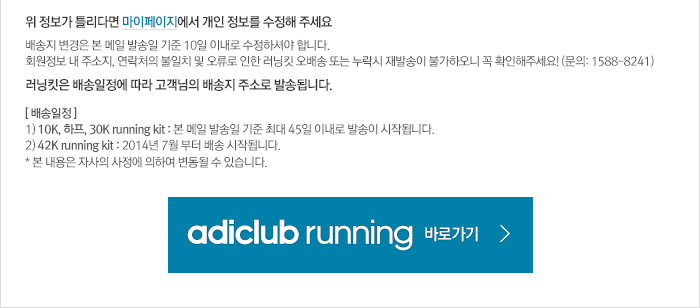 위 정보가 틀리다면 마이페이지에서 개인 정보를 수정해 주세요
배송지 변경은 본 메일 발송일 기준 10일 이내로 수정하셔야 합니다.
회원정보 내 주소지, 연락처의 불일치 및 오류로 인한 러닝킷 오배송 또는 누락시 재발송이 불가하오니 꼭 확인해주세요! (문의: 1588-8241)
러닝킷은 배송일정에 따라 고객님의 배송지 주소로 발송됩니다.
[ 배송일정 ]
1) 10K, 하프, 30K running kit : 본 메일 발송일 기준 최대 45일 이내로 발송이 시작됩니다.
2) 42K running kit : 2014년 7월 부터 배송 시작됩니다.
* 본 내용은 자사의 사정에 의하여 변동될 수 있습니다.
adiclub running 바로가기 >